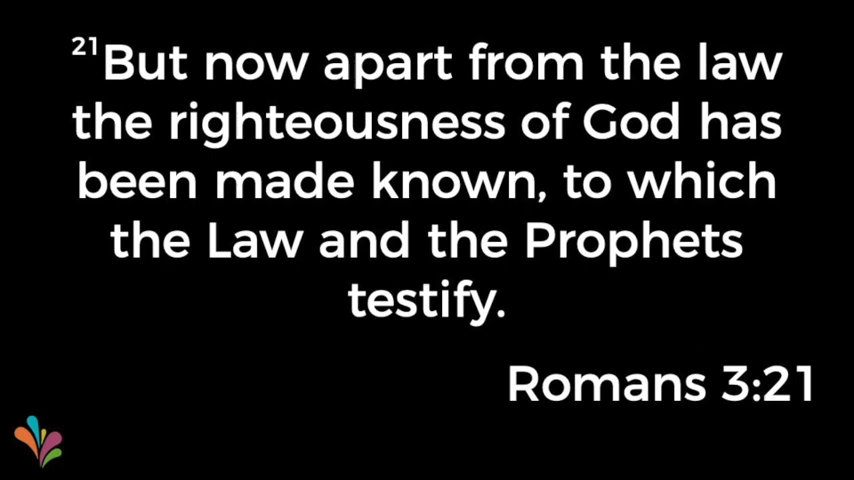 21But now apart from the law
the righteousness of God has
been made known, to which
the Law and the Prophets
testify.
Romans 3:21